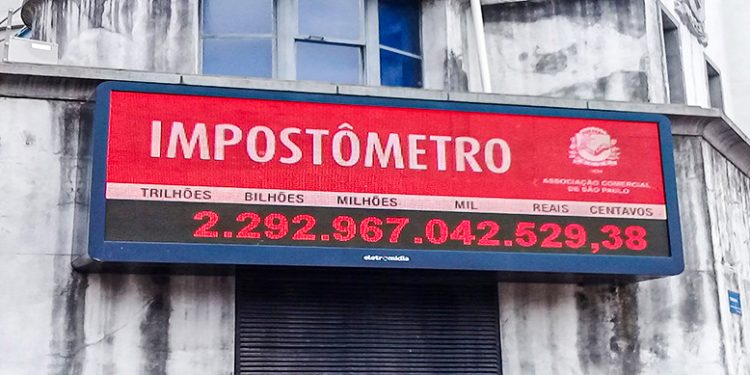 IMPOSTÔMETRO
ASSOCIAÇÃO COMERCIAL
DE SÃO PAULO
TRILHÕES BILHÕES MILHÕES MIL REAIS CENTAVOS
2.292.967.042.529,38
eletromidia